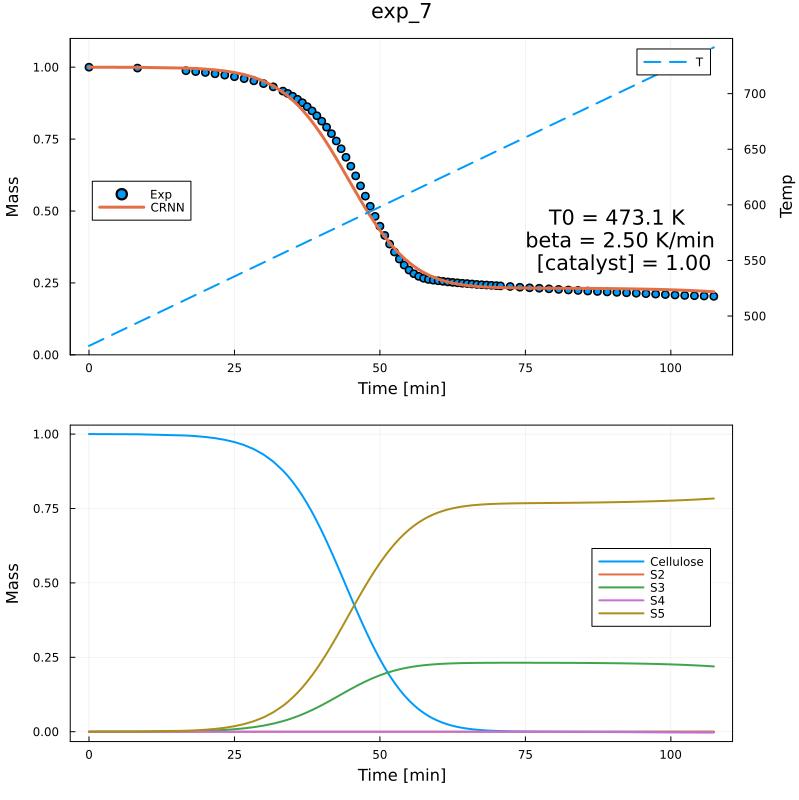 exp_7
1.00
0.75
0.50
0.25
0.00
Mass
Exp
CRNN
T
700
650
600
550
500
Temp
T0 = 473.1 K
beta = 2.50 K/min
[catalyst] = 1.00
0
25
50
75
100
Time [min]
1.00
0.75
0.50
0.25
0.00
Mass
Cellulose
S2
S3
S4
S5
0
25
50
75
100
Time [min]